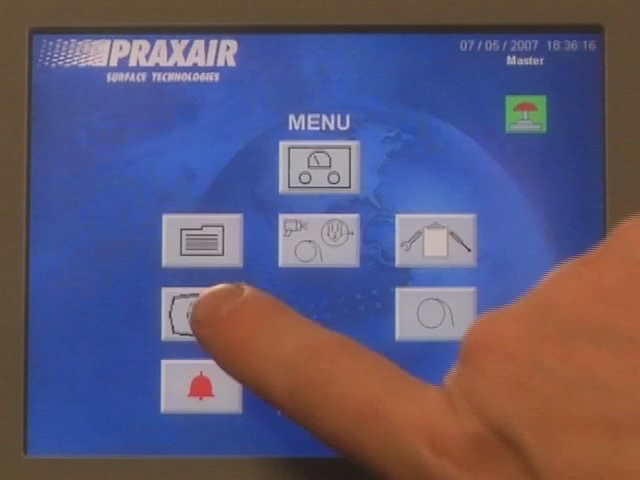 PRAXAIR
SURFACE TECHNOLOGIES
07/05/2007 18:36:16
Master
MENU